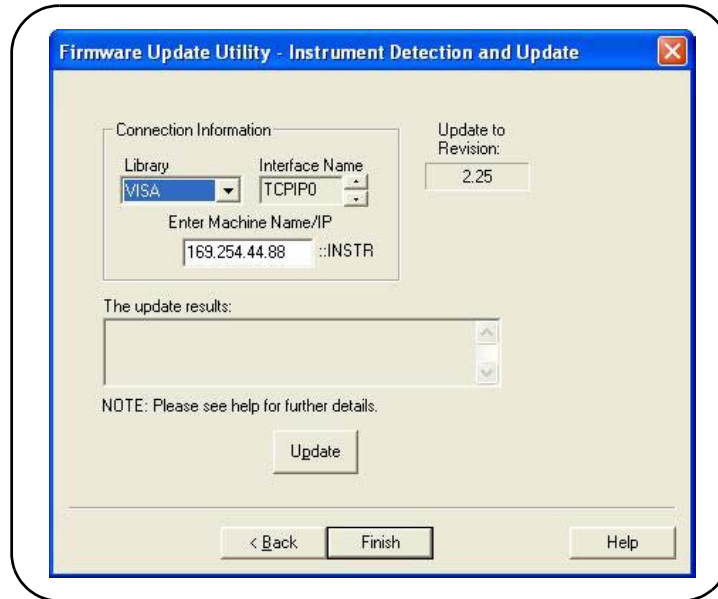 Firmware Update Utility - Instrument Detection and Update
Connection Information
Library
Interface Name
VISA
TCPIP0
Enter Machine Name/IP
169.254.44.88
::INSTR
Update to
Revision:
2.25
The update results:
NOTE: Please see help for further details.
Update
< Back
Finish
Help